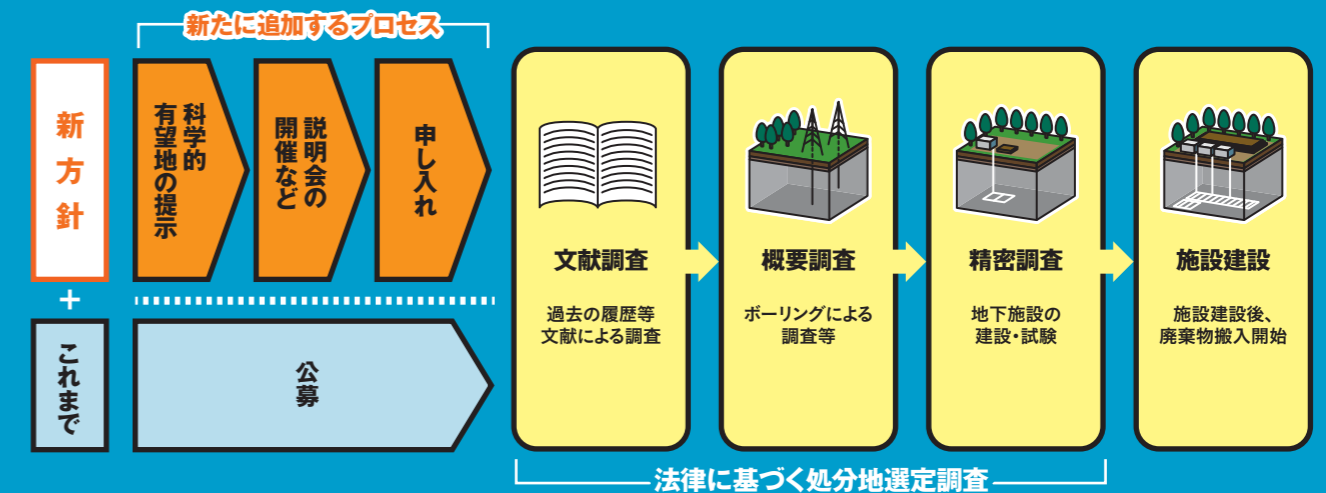 新たに追加するプロセス
新方針
科学的
有望地の提示
説明会の
開催など
申し入れ
+
これまで
公募
文献調査
過去の履歴等
文献による調査
概要調査
ボーリングによる
調査等
精密調査
地下施設の
建設・試験
施設建設
施設建設後、
廃棄物搬入開始
法律に基づく処分地選定調査